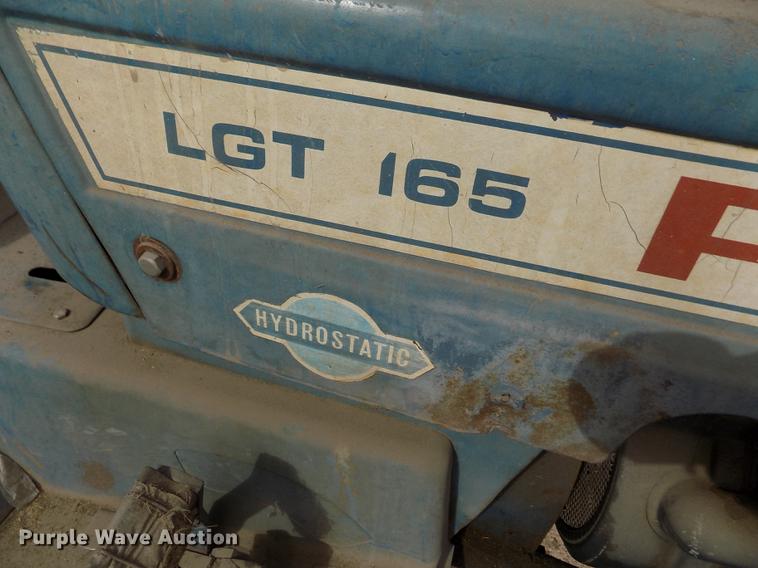 LGT 165 F
HYDROSTATIC
Purple Wave Auction